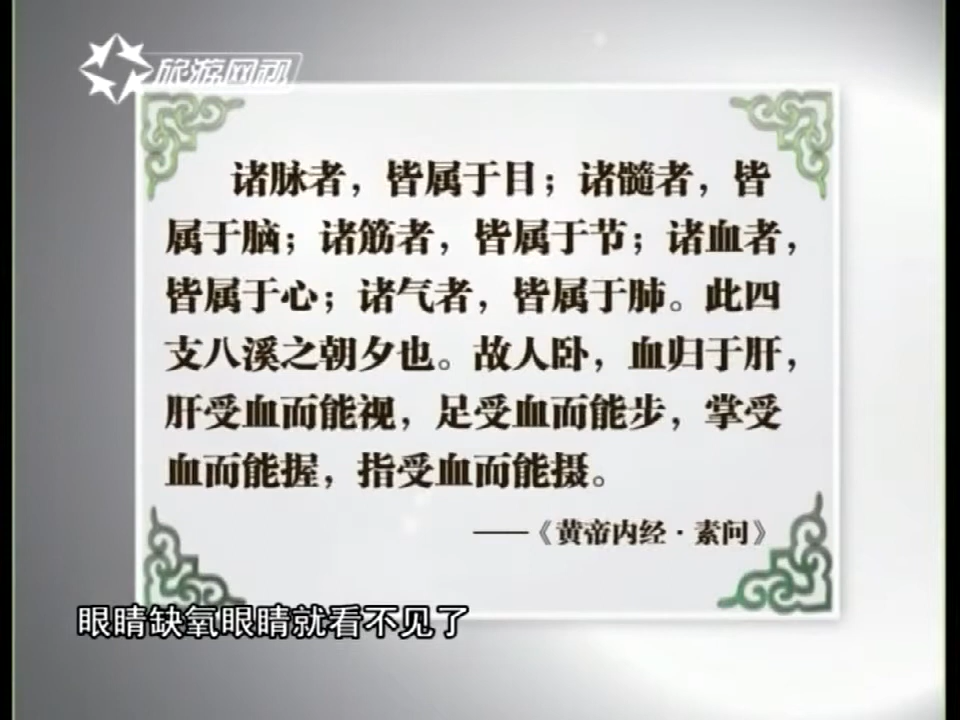 旅游网视
诸脉者，皆属于目；诸髓者，皆
属于脑；诸筋者，皆属于节；诸血者，
皆属于心；诸气者，皆属于肺。此四
支八溪之朝夕也。故人卧，血归于肝，
肝受血而能视，足受血而能步，掌受
血而能握，指受血而能摄。
——《黄帝内经·素问》
眼睛缺氧眼睛就看不见了